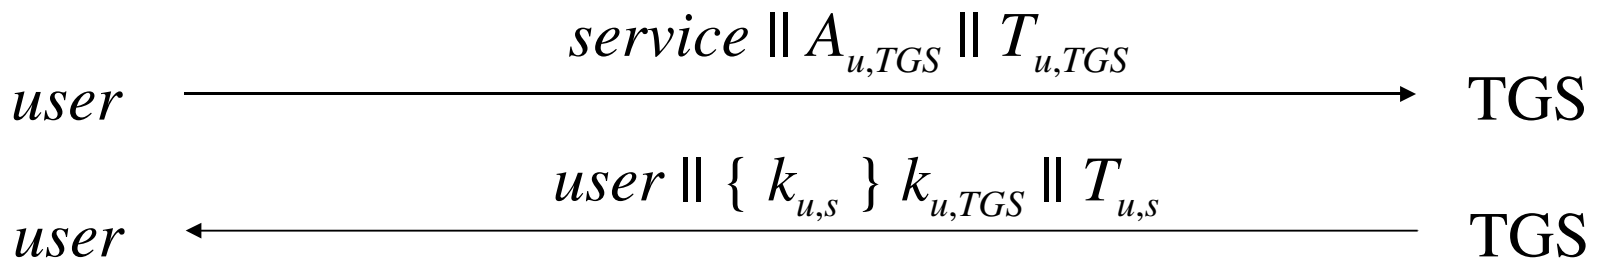 service || A_{u,TGS} || T_{u,TGS}
user TGS
user || { k_{u,s} } k_{u,TGS} || T_{u,s}
user TGS